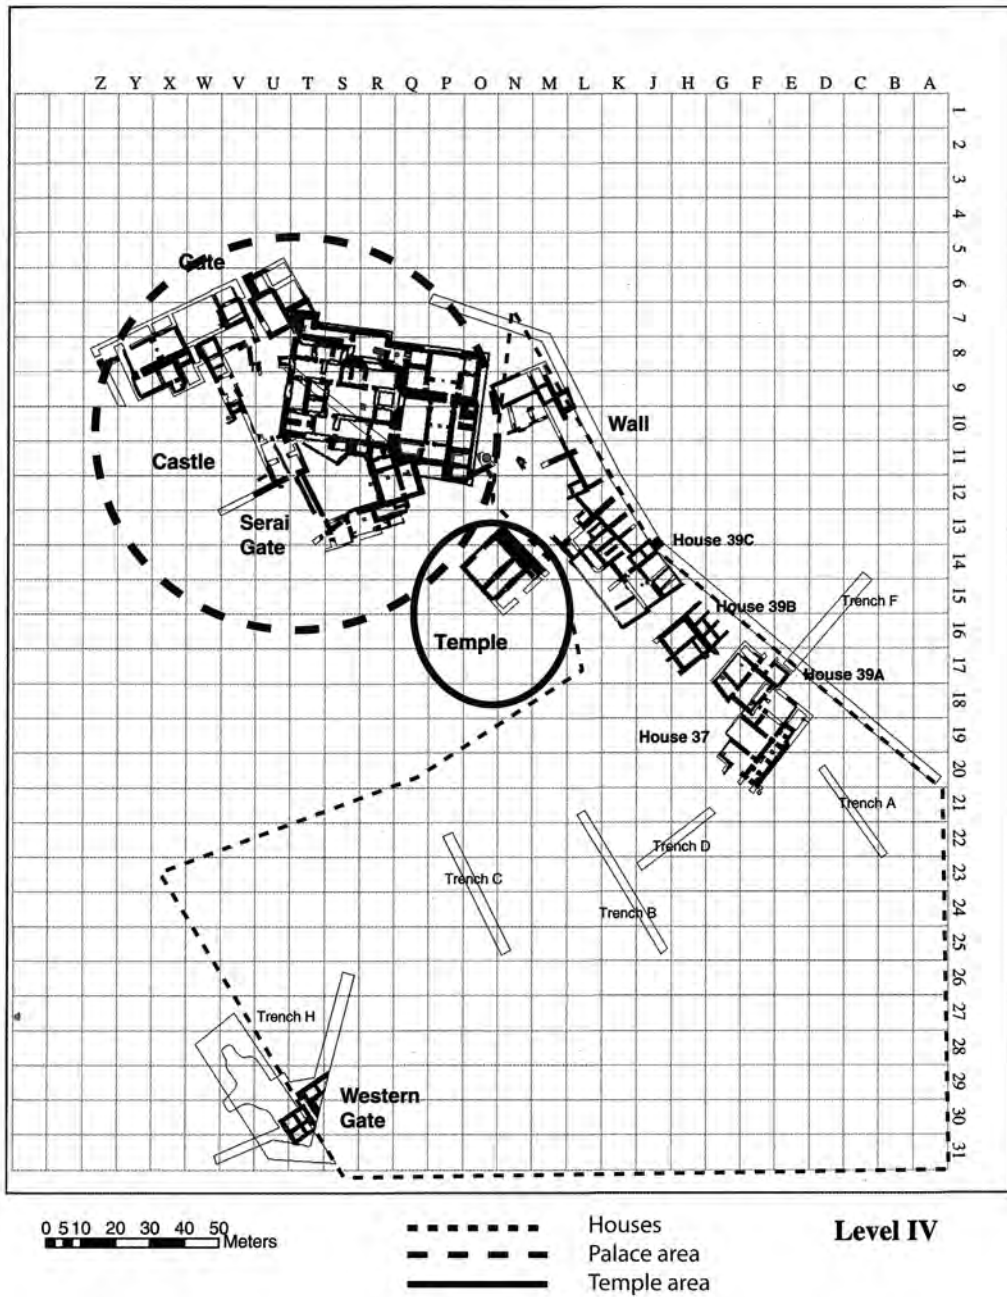 Z Y X W V U T S R Q P O N M L K J H G F E D C B A
1
2
3
4
5
Gate
6
7
8
9
Wall
10
Castle
11
12
Serai
Gate
13
House 39C
14
Trench F
15
House 39B
Temple
16
17
House 39A
18
House 37
19
20
Trench A
21
Trench D
22
Trench C
23
Trench B
24
25
26
Trench H
27
28
Western
Gate
29
30
31
0 5 10 20 30 40 50
Meters
Houses
Palace area
Temple area
Level IV